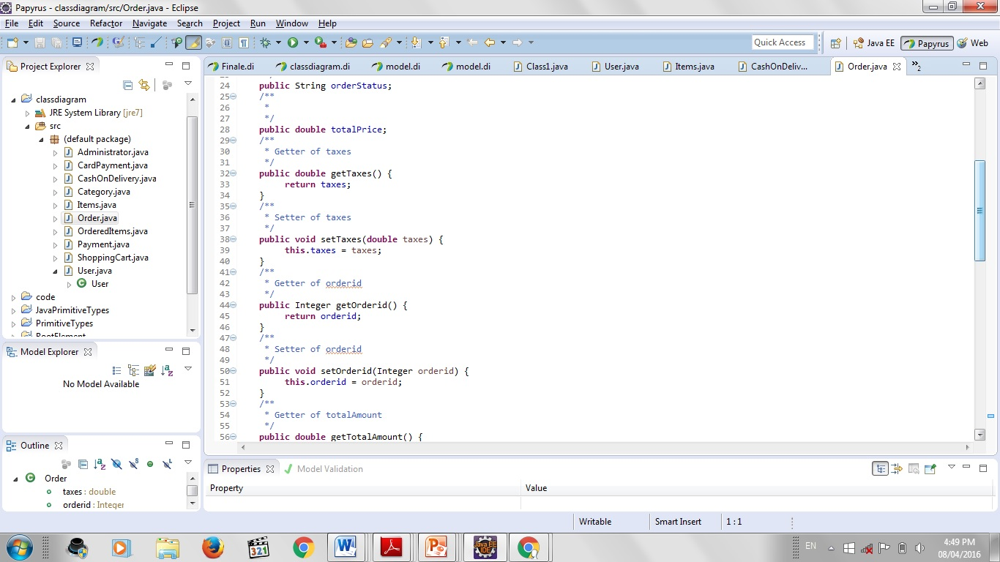 Papyrus - classdiagram/src/Order.java - Eclipse
File Edit Source Refactor Navigate Search Project Run Window Help
Quick Access Java EE Papyrus Web
Project Explorer
classdiagram
JRE System Library [jre7]
src
(default package)
Administrator.java
CardPayment.java
CashOnDelivery.java
Category.java
Items.java
Order.java
OrderedItems.java
Payment.java
ShoppingCart.java
User.java
User
code
JavaPrimitiveTypes
PrimitiveTypes
RootElement
Model Explorer
No Model Available
Outline
Order
taxes : double
orderid : Integer
Finale.di classdiagram.di model.di model.di Class1.java User.java Items.java CashOnDeliv... Order.java »2
24 public String orderStatus;
25 /**
26 *
27 */
28 public double totalPrice;
29 /**
30 * Getter of taxes
31 */
32 public double getTaxes() {
33 return taxes;
34 }
35 /**
36 * Setter of taxes
37 */
38 public void setTaxes(double taxes) {
39 this.taxes = taxes;
40 }
41 /**
42 * Getter of orderid
43 */
44 public Integer getOrderid() {
45 return orderid;
46 }
47 /**
48 * Setter of orderid
49 */
50 public void setOrderid(Integer orderid) {
51 this.orderid = orderid;
52 }
53 /**
54 * Getter of totalAmount
55 */
56 public double getTotalAmount() {
Properties Model Validation
Property Value
Writable Smart Insert 1 : 1
321
Java EE IDE
EN
4:49 PM
08/04/2016